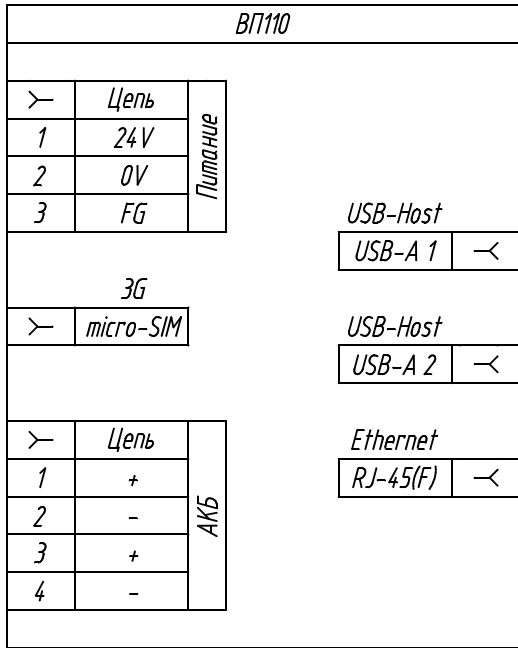 ВП110
Цепь
1 24V
2 0V
3 FG
Питание
3G
micro-SIM
Цепь
1 +
2 -
3 +
4 -
АКБ
USB-Host
USB-A 1
USB-Host
USB-A 2
Ethernet
RJ-45(F)